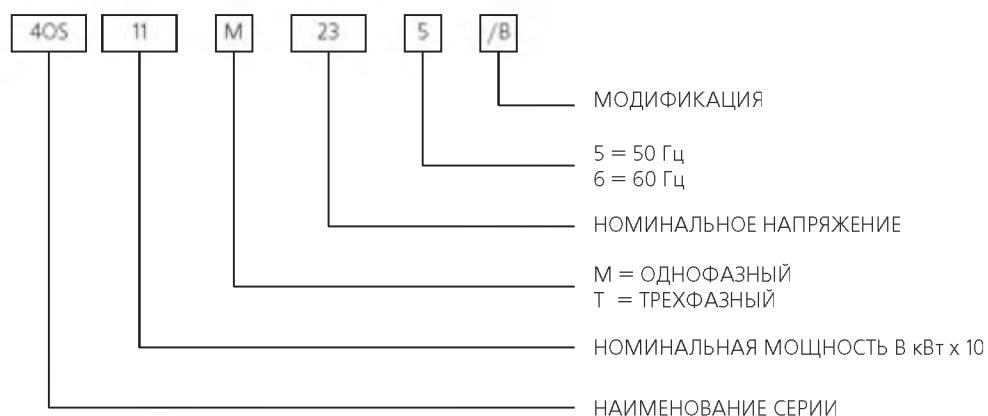 4OS 11 M 23 5 /B
МОДИФИКАЦИЯ
5 = 50 Гц
6 = 60 Гц
НОМИНАЛЬНОЕ НАПРЯЖЕНИЕ
М = ОДНОФАЗНЫЙ
Т = ТРЕХФАЗНЫЙ
НОМИНАЛЬНАЯ МОЩНОСТЬ В кВт x 10
НАИМЕНОВАНИЕ СЕРИИ